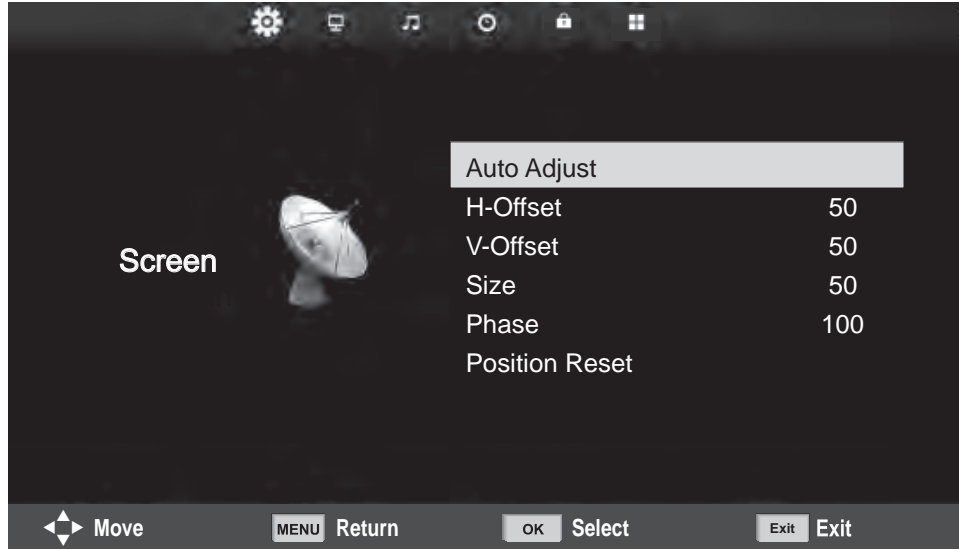 Auto Adjust
H-Offset 50
V-Offset 50
Screen
Size 50
Phase 100
Position Reset
Move MENU Return OK Select Exit Exit